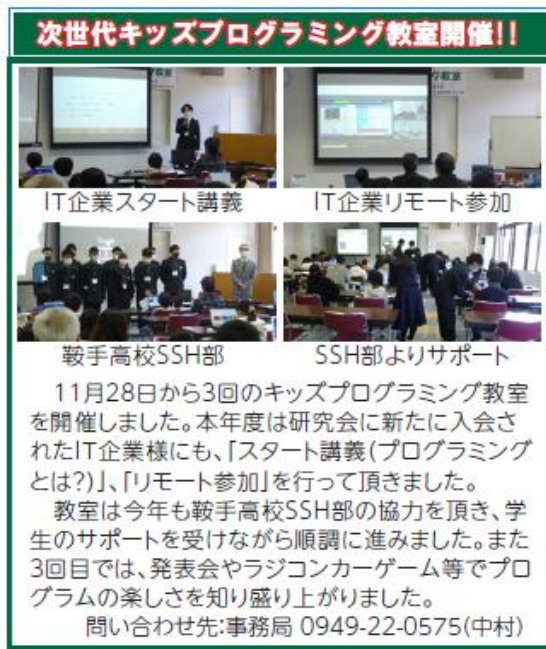 次世代キッズプログラミング教室開催!!
IT企業スタート講義
IT企業リモート参加
鞍手高校SSH部
SSH部よりサポート
11月28日から3回のキッズプログラミング教室
を開催しました。本年度は研究会に新たに入会さ
れたIT企業様にも、「スタート講義(プログラミング
とは?)」、「リモート参加」を行って頂きました。
教室は今年も鞍手高校SSH部の協力を頂き、学
生のサポートを受けながら順調に進みました。また
3回目では、発表会やラジコンカーゲーム等でプロ
グラムの楽しさを知り盛り上がりました。
問い合わせ先:事務局 0949-22-0575(中村)